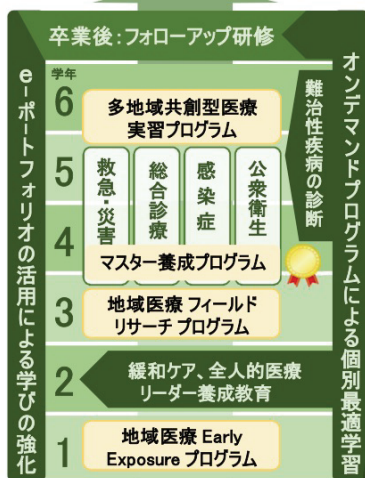 卒業後:フォローアップ研修
e-ポートフォリオの活用による学びの強化
オンデマンドプログラムによる個別最適学習
難治性疾病の診断
学年
6
多地域共創型医療
実習プログラム
5
救急・災害
総合診療
感染症
公衆衛生
4
マスター養成プログラム
3
地域医療 フィールド
リサーチ プログラム
2
緩和ケア、全人的医療
リーダー養成教育
1
地域医療 Early
Exposure プログラム